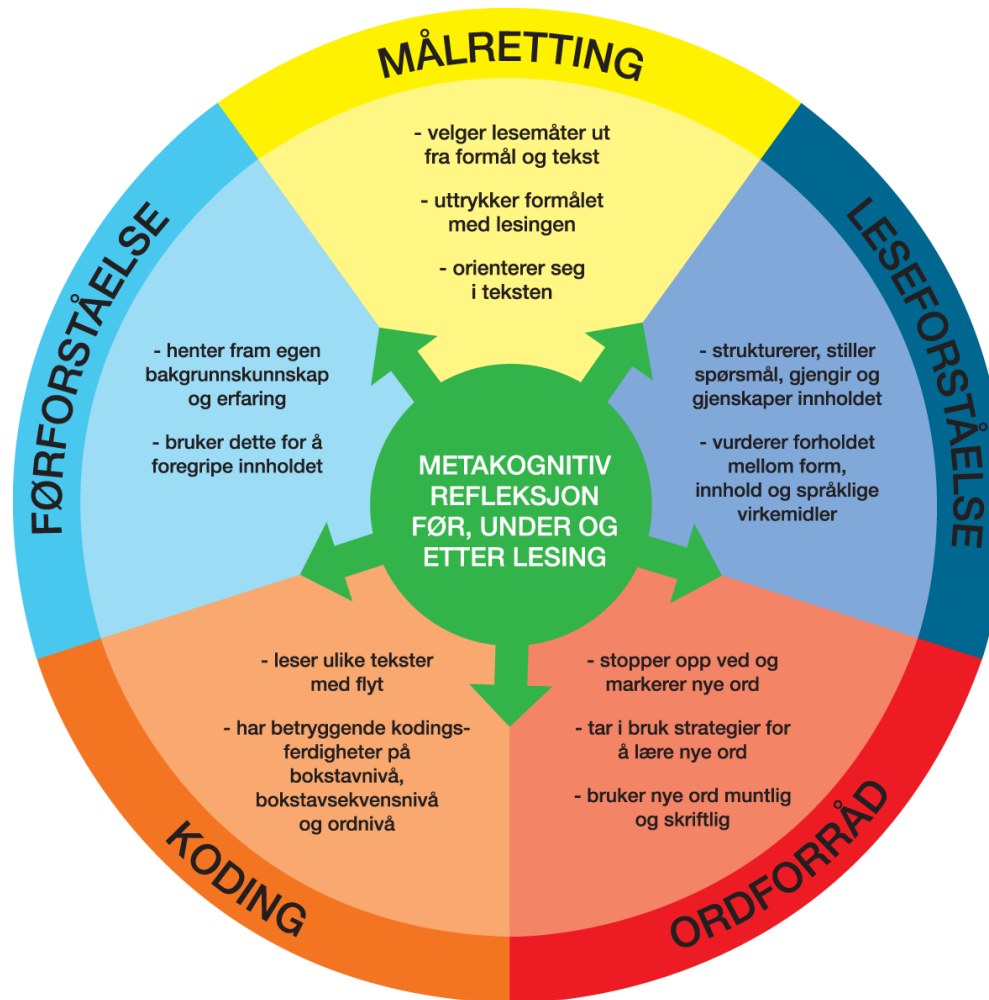 MÅLRETTING
- velger lesemåter ut
fra formål og tekst
- uttrykker formålet
med lesingen
- orienterer seg
i teksten
LESEFORSTÅELSE
- strukturerer, stiller
spørsmål, gjengir og
gjenskaper innholdet
- vurderer forholdet
mellom form,
innhold og språklige
virkemidler
ORDFORRÅD
- stopper opp ved og
markerer nye ord
- tar i bruk strategier for
å lære nye ord
- bruker nye ord muntlig
og skriftlig
KODING
- leser ulike tekster
med flyt
- har betryggende kodings-
ferdigheter på
bokstavnivå,
bokstavsekvensnivå
og ordnivå
FØRFORSTÅELSE
- henter fram egen
bakgrunnskunnskap
og erfaring
- bruker dette for å
foregripe innholdet
METAKOGNITIV
REFLEKSJON
FØR, UNDER OG
ETTER LESING